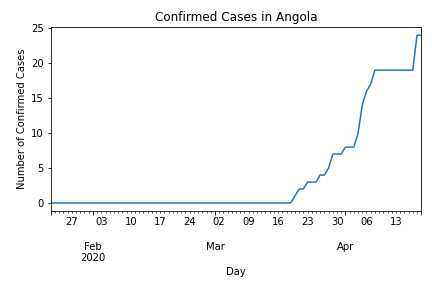 Confirmed Cases in Angola
25
20
15
10
5
0
Number of Confirmed Cases
27 03 10 17 24 02 09 16 23 30 06 13
Feb Mar Apr
2020
Day